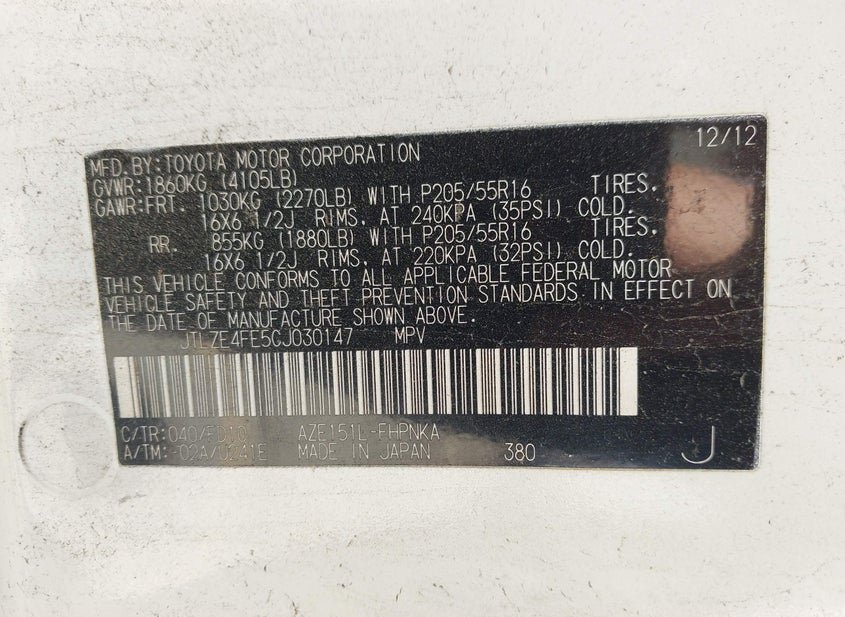 12/12
MFD. BY: TOYOTA MOTOR CORPORATION
GVWR: 1860KG (4105LB)
GAWR: FRT. 1030KG (2270LB) WITH P205/55R16 TIRES,
16X6 1/2J RIMS, AT 240KPA (35PSI) COLD.
RR. 855KG (1880LB) WITH P205/55R16 TIRES,
16X6 1/2J RIMS, AT 220KPA (32PSI) COLD.
THIS VEHICLE CONFORMS TO ALL APPLICABLE FEDERAL MOTOR
VEHICLE SAFETY AND THEFT PREVENTION STANDARDS IN EFFECT ON
THE DATE OF MANUFACTURE SHOWN ABOVE.
JTLZE4FE5CJ030147 MPV
C/TR: 040/FD10 AZE151L-FHPNKA
A/TM: -02A/U241E MADE IN JAPAN 380 J